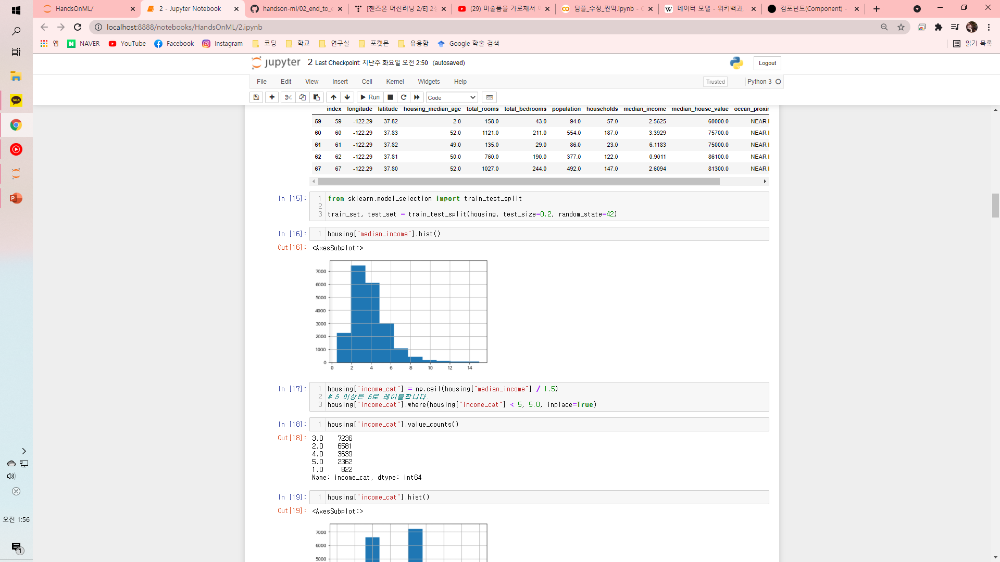 HandsOnML/
2 - Jupyter Notebook
handson-ml/02_end_to_e
[핸즈온 머신러닝 2/E] 2장
(29) 미술품을 가로채서
팀플_수정_찐막.ipynb - C
데이터 모델 - 위키백과,
컴포넌트(Component) -
localhost:8888/notebooks/HandsOnML/2.ipynb
앱
NAVER
YouTube
Facebook
Instagram
코딩
학교
연구실
포켓몬
유용함
Google 학술 검색
읽기 목록
jupyter 2 Last Checkpoint: 지난주 화요일 오전 2:50 (autosaved)
Logout
File Edit View Insert Cell Kernel Widgets Help
Trusted
Python 3
Run
Code
index longitude latitude housing_median_age total_rooms total_bedrooms population households median_income median_house_value ocean_proxin
59 59 -122.29 37.82 2.0 158.0 43.0 94.0 57.0 2.5625 60000.0 NEAR E
60 60 -122.29 37.83 52.0 1121.0 211.0 554.0 187.0 3.3929 75700.0 NEAR E
61 61 -122.29 37.82 49.0 135.0 29.0 86.0 23.0 6.1183 75000.0 NEAR E
62 62 -122.29 37.81 50.0 760.0 190.0 377.0 122.0 0.9011 86100.0 NEAR E
67 67 -122.29 37.80 52.0 1027.0 244.0 492.0 147.0 2.6094 81300.0 NEAR E
In [15]: 1 from sklearn.model_selection import train_test_split
2
3 train_set, test_set = train_test_split(housing, test_size=0.2, random_state=42)
In [16]: 1 housing["median_income"].hist()
Out[16]: <AxesSubplot:>
7000
6000
5000
4000
3000
2000
1000
0
0 2 4 6 8 10 12 14
In [17]: 1 housing["income_cat"] = np.ceil(housing["median_income"] / 1.5)
2 # 5 이상은 5로 레이블합니다.
3 housing["income_cat"].where(housing["income_cat"] < 5, 5.0, inplace=True)
In [18]: 1 housing["income_cat"].value_counts()
Out[18]: 3.0 7236
2.0 6581
4.0 3639
5.0 2362
1.0 822
Name: income_cat, dtype: int64
In [19]: 1 housing["income_cat"].hist()
Out[19]: <AxesSubplot:>
7000
6000
5000
TALK
오전 1:56
1